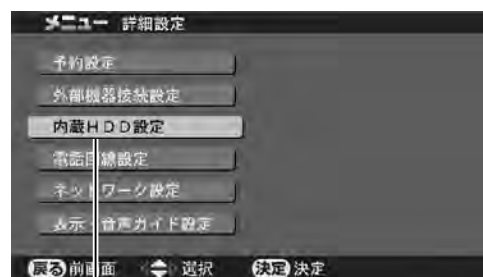 メニュー 詳細設定
予約設定
外部機器接続設定
内蔵HDD設定
電話回線設定
ネットワーク設定
表示・音声ガイド設定
戻る 前画面 選択 決定 決定